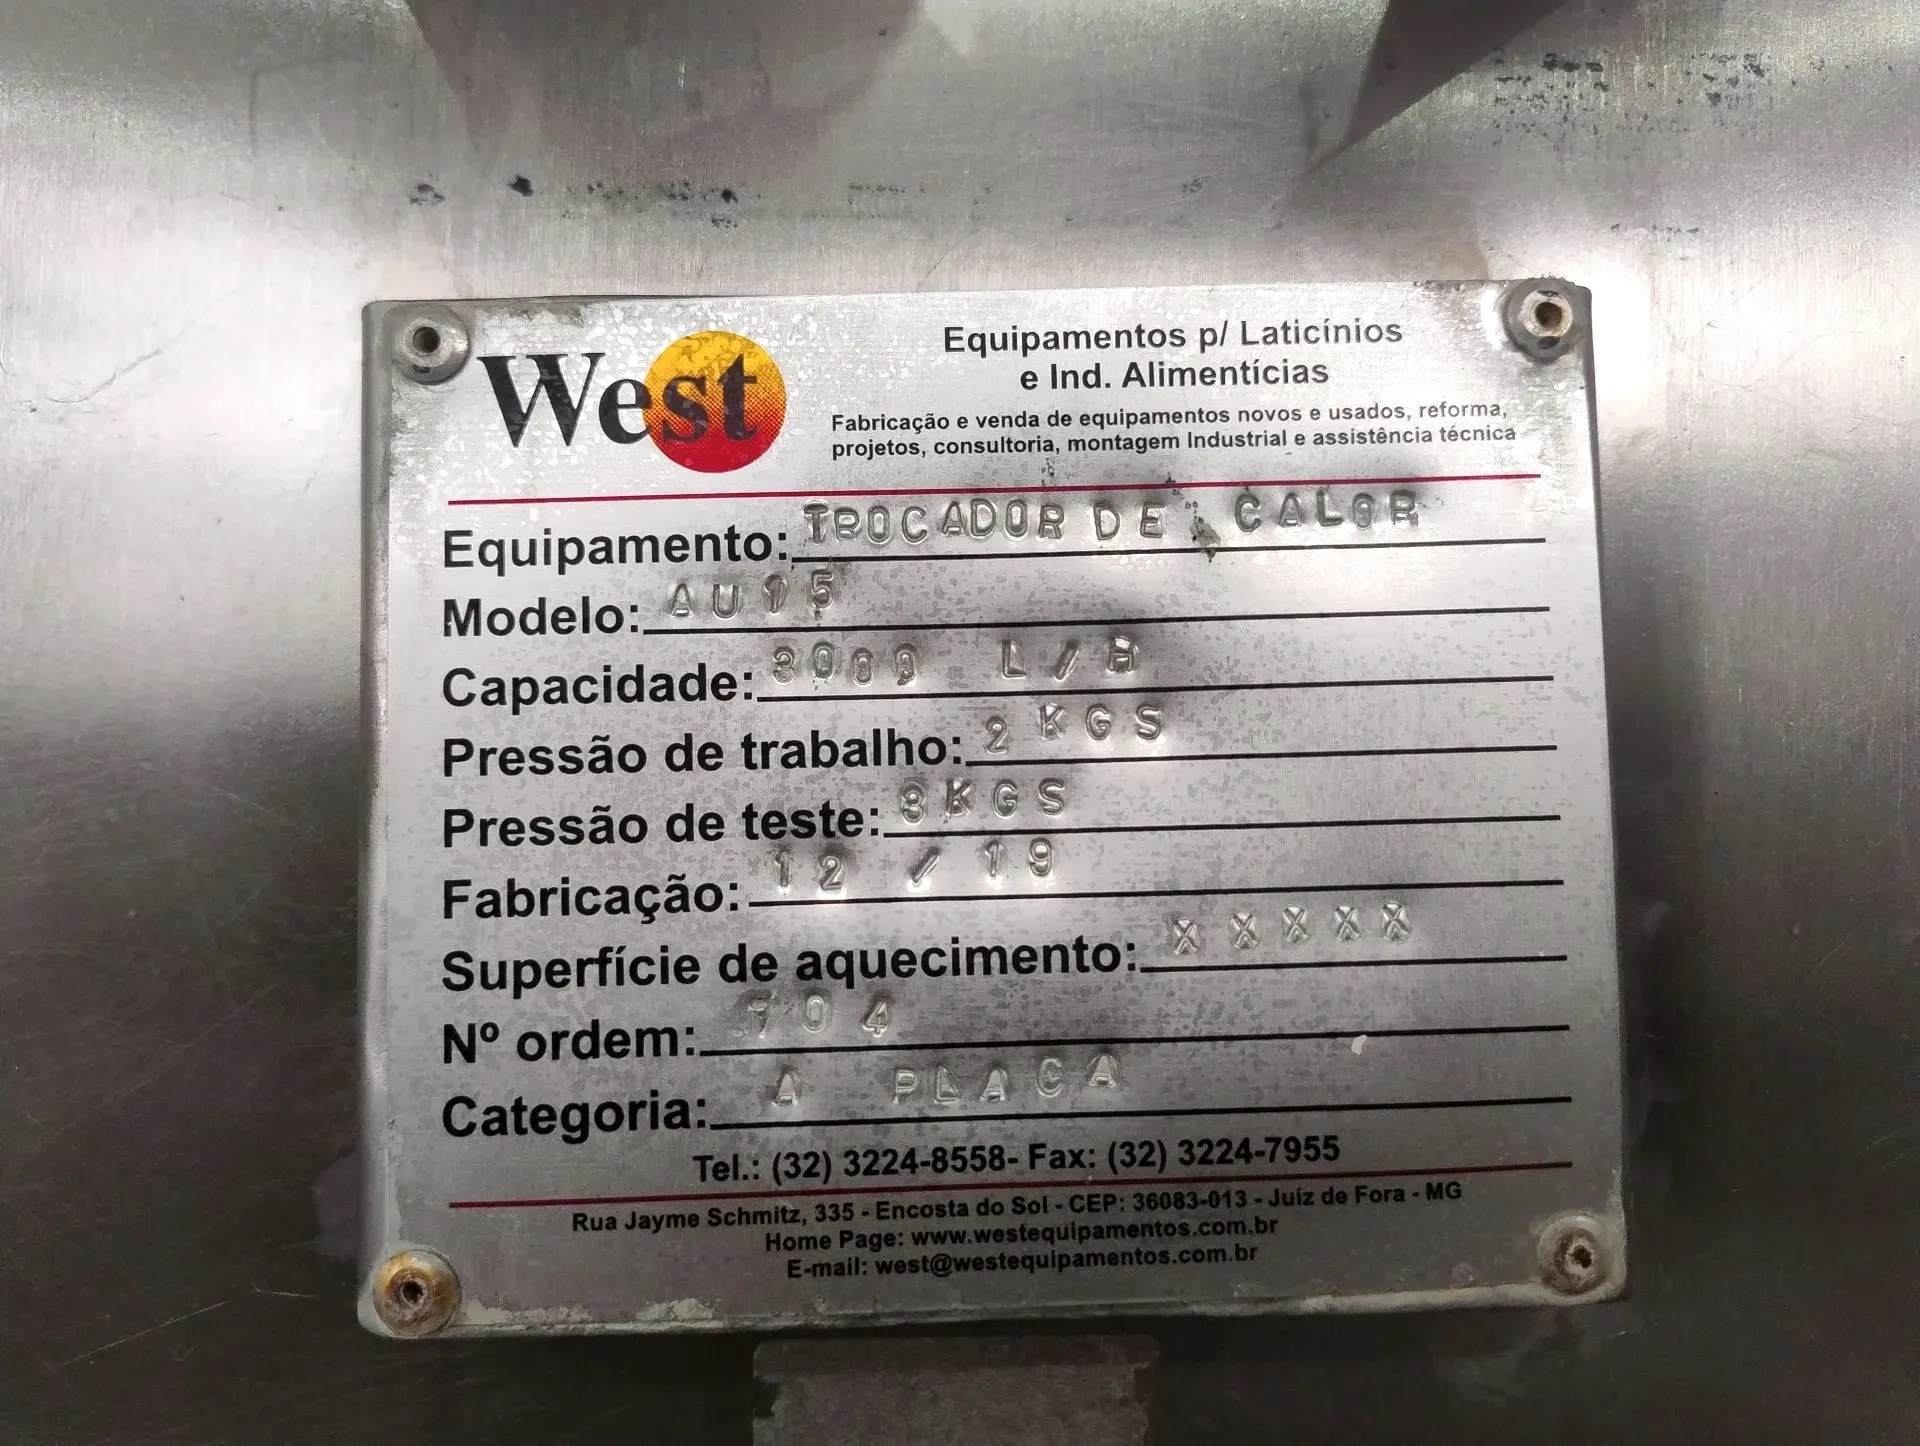 West
Equipamentos p/ Laticínios
e Ind. Alimentícias
Fabricação e venda de equipamentos novos e usados, reforma,
projetos, consultoria, montagem Industrial e assistência técnica
Equipamento: TROCADOR DE CALOR
Modelo: AU15
Capacidade: L/H
Pressão de trabalho: 2 KGS
Pressão de teste: KGS
Fabricação: 12 / 19
Superfície de aquecimento: XXXXX
Nº ordem:
Categoria: A PLACA
Tel.: (32) 3224-8558- Fax: (32) 3224-7955
Rua Jayme Schmitz, 335 - Encosta do Sol - CEP: 36083-013 - Juíz de Fora - MG
Home Page: www.westequipamentos.com.br
E-mail: west@westequipamentos.com.br